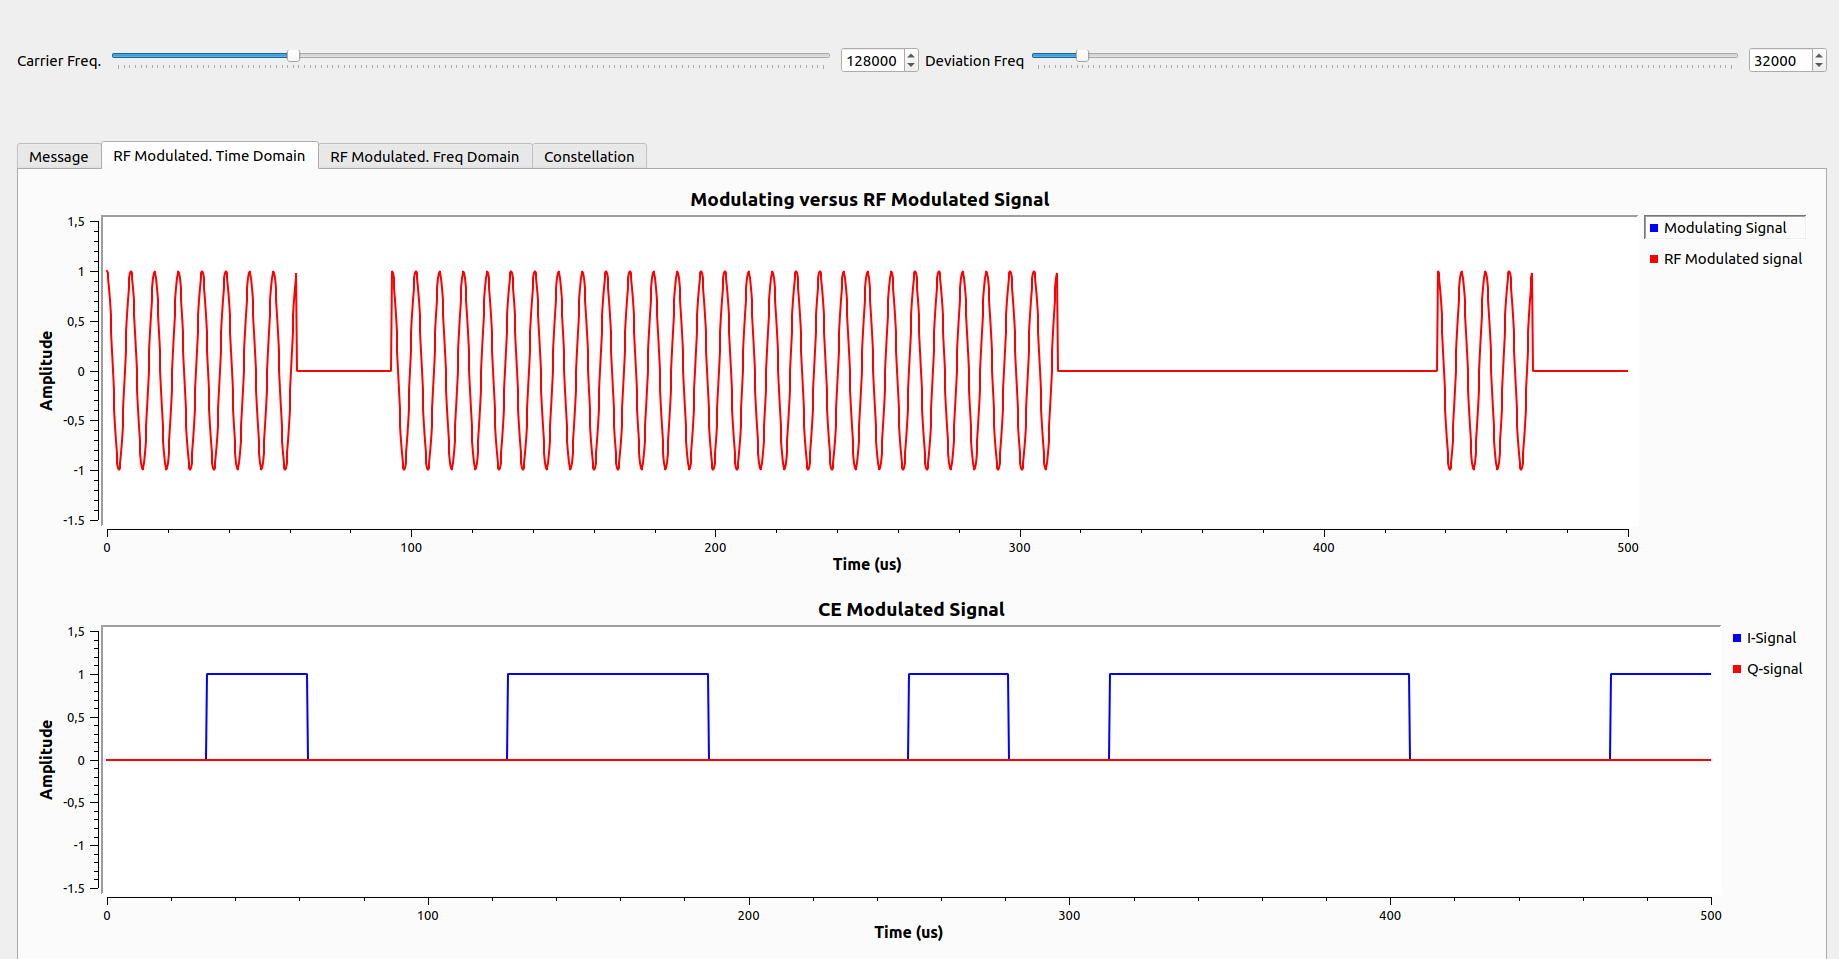 Carrier Freq. 128000 Deviation Freq 32000
Message RF Modulated. Time Domain RF Modulated. Freq Domain Constellation
Modulating versus RF Modulated Signal
1,5
1
0,5
0
-0,5
-1
-1.5
Amplitude
0 100 200 300 400 500
Time (us)
Modulating Signal
RF Modulated signal
CE Modulated Signal
1,5
1
0,5
0
-0,5
-1
-1.5
Amplitude
0 100 200 300 400 500
Time (us)
I-Signal
Q-signal